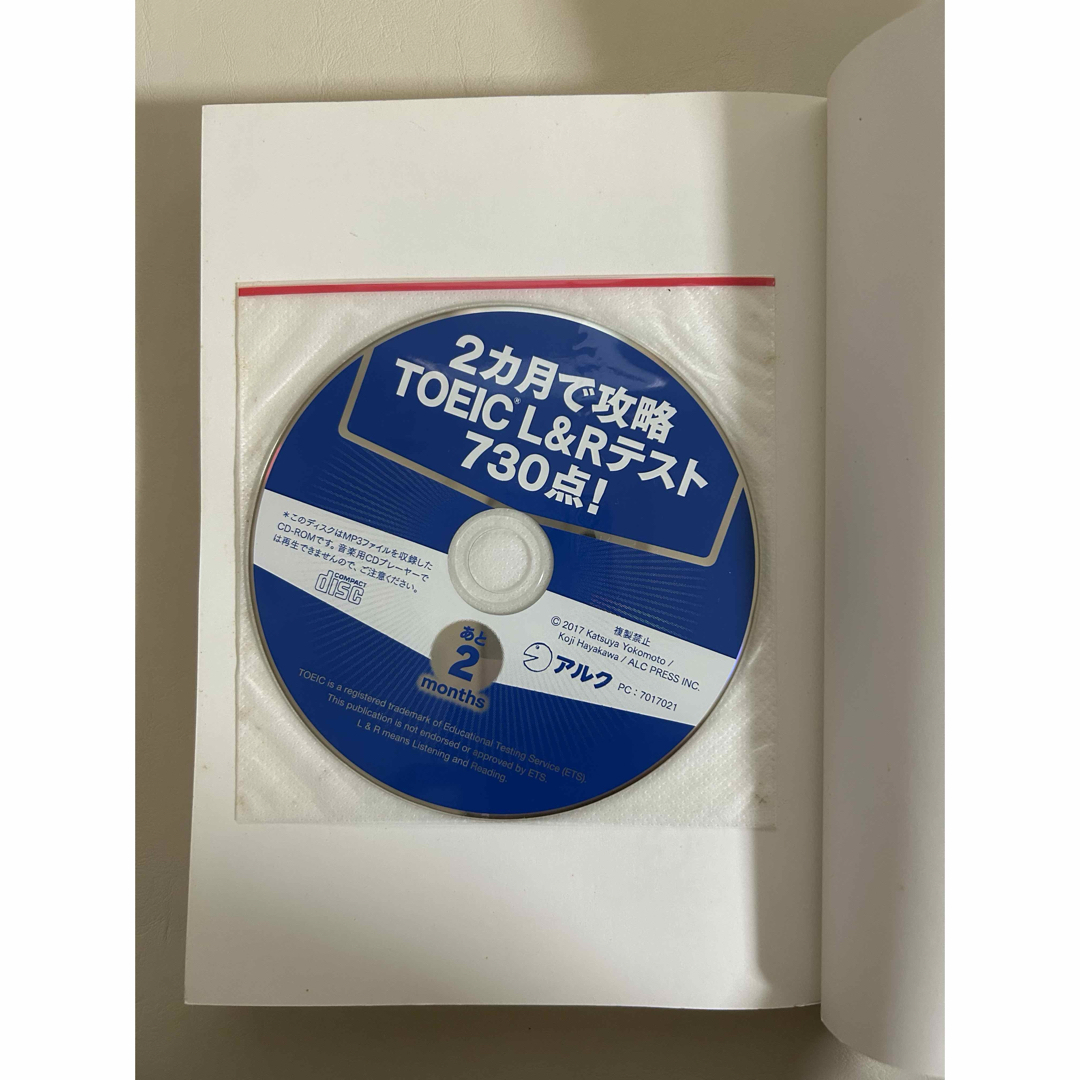 2カ月で攻略
TOEIC® L&Rテスト
730点!
*このディスクはMP3ファイルを収録した
CD-ROMです。音楽用CDプレーヤーで
は再生できませんので、ご注意ください。
COMPACT
disc
あと
2
months
複製禁止
© 2017 Katsuya Yokomoto /
Koji Hayakawa / ALC PRESS INC.
アルク
PC : 7017021
TOEIC is a registered trademark of Educational Testing Service (ETS).
This publication is not endorsed or approved by ETS.
L & R means Listening and Reading.